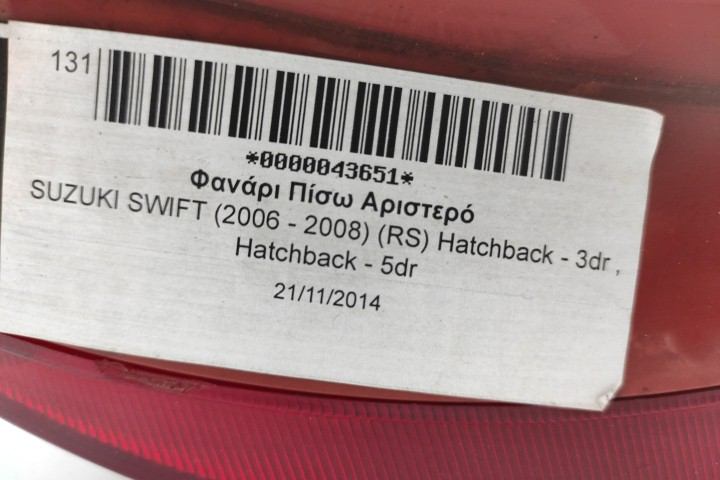 131
*0000043651*
Φανάρι Πίσω Αριστερό
SUZUKI SWIFT (2006 - 2008) (RS) Hatchback - 3dr ,
Hatchback - 5dr
21/11/2014